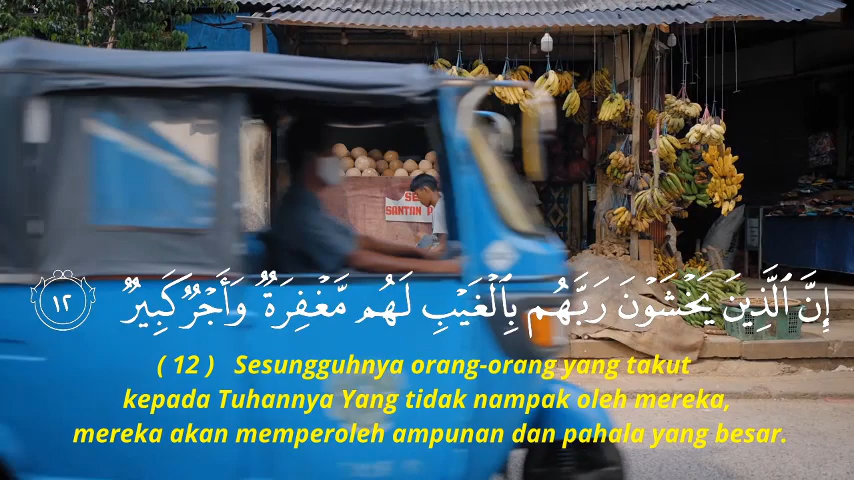 SE
SANTAN
إِنَّ ٱلَّذِينَ يَخْشَوْنَ رَبَّهُم بِٱلْغَيْبِ لَهُم مَّغْفِرَةٌ وَأَجْرٌ كَبِيرٌ ١٢
( 12 ) Sesungguhnya orang-orang yang takut
kepada Tuhannya Yang tidak nampak oleh mereka,
mereka akan memperoleh ampunan dan pahala yang besar.